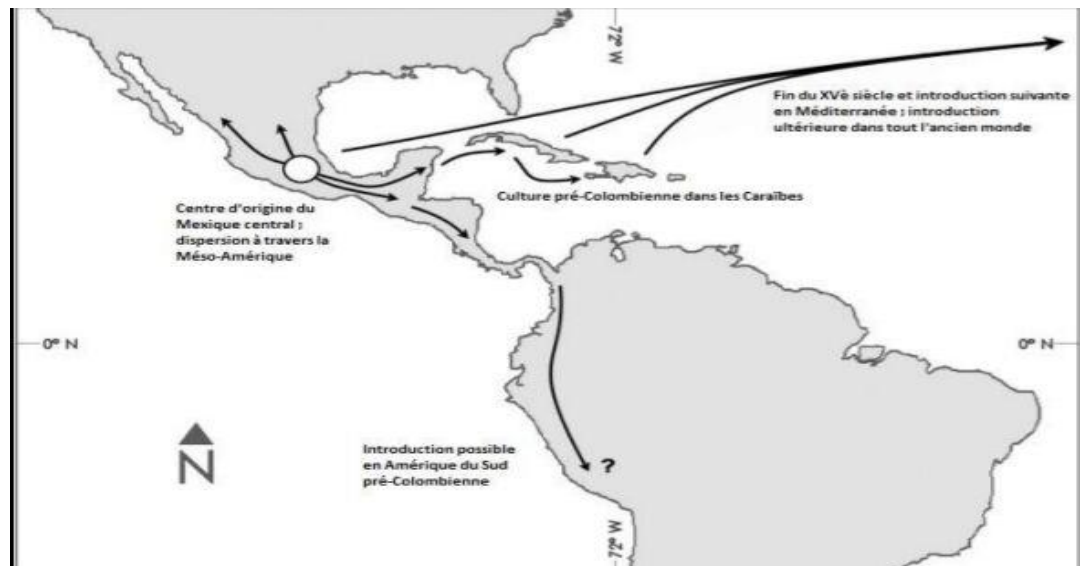 72° W
Fin du XVè siècle et introduction suivante
en Méditerranée ; introduction
ultérieure dans tout l'ancien monde
Culture pré-Colombienne dans les Caraïbes
Centre d'origine du
Mexique central ;
dispersion à travers la
Méso-Amérique
0° N
0° N
N
Introduction possible
en Amérique du Sud
pré-Colombienne
?
72° W